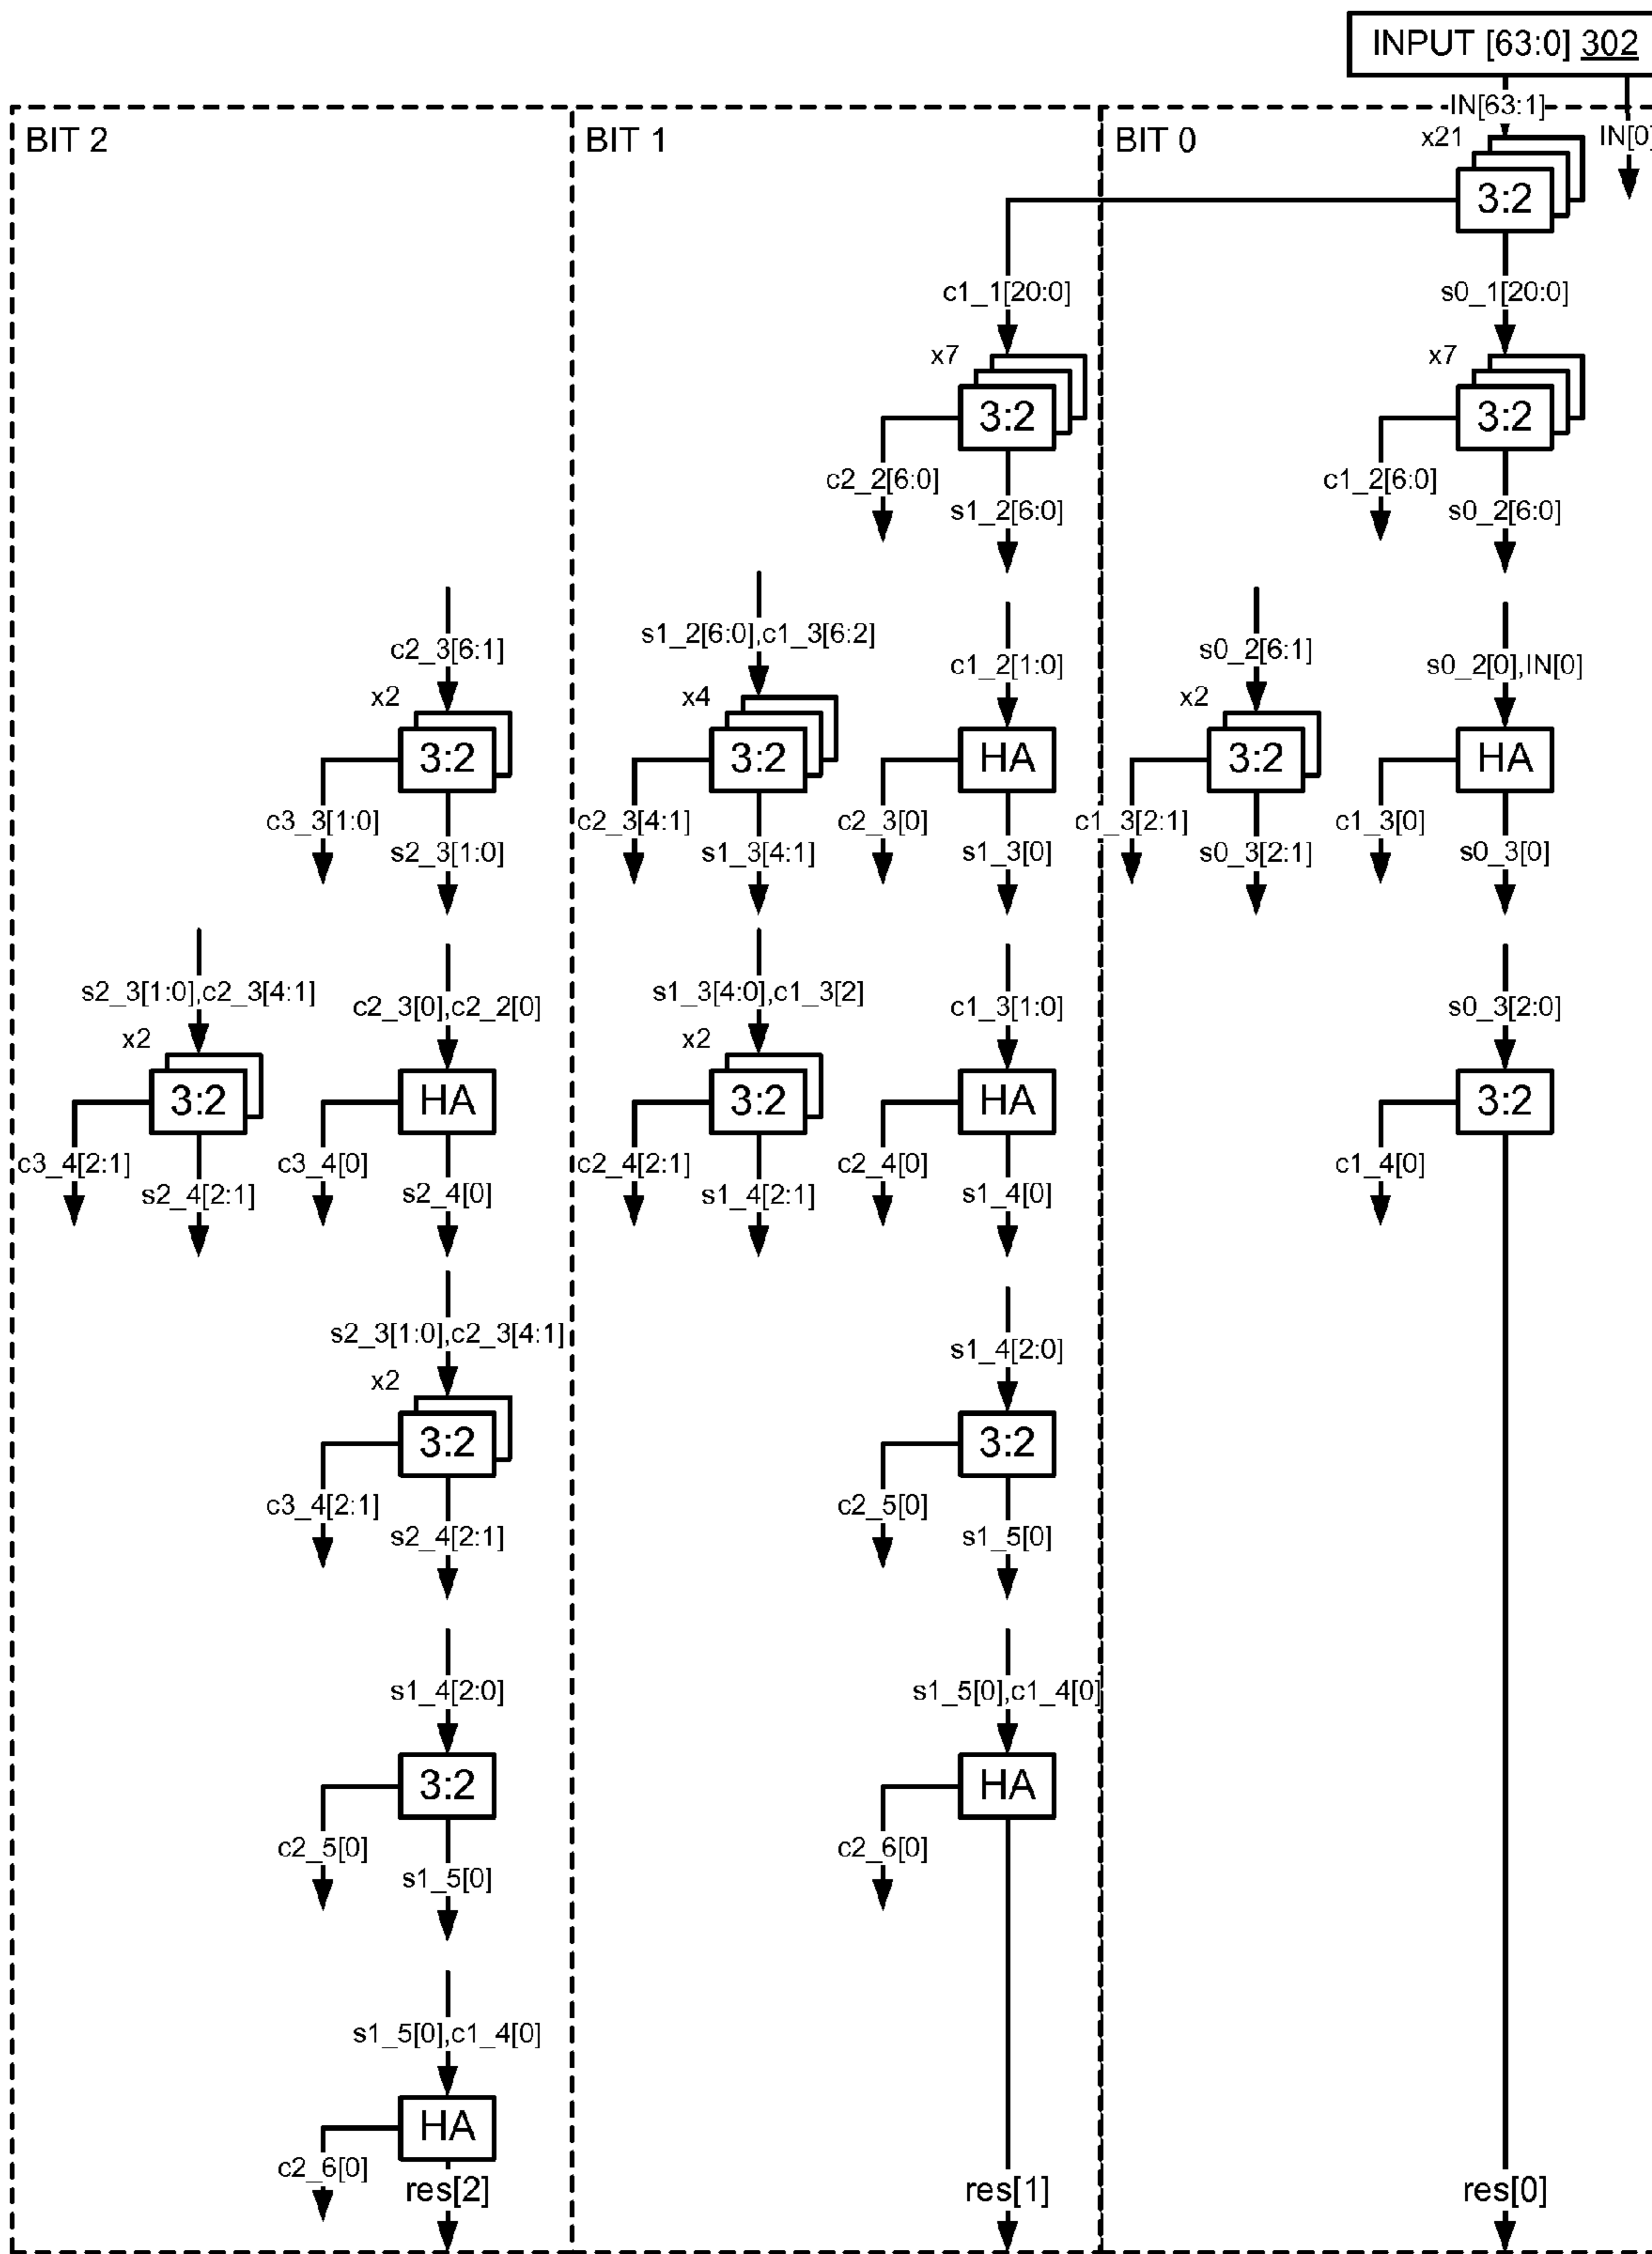 INPUT [63:0] 302
IN[63:1]
IN[0]
BIT 2
BIT 1
BIT 0
x21
3:2
c1_1[20:0]
s0_1[20:0]
x7
3:2
x7
3:2
c2_2[6:0]
s1_2[6:0]
c1_2[6:0]
s0_2[6:0]
c2_3[6:1]
s1_2[6:0],c1_3[6:2]
c1_2[1:0]
s0_2[6:1]
s0_2[0],IN[0]
x2
3:2
x4
3:2
HA
x2
3:2
HA
c3_3[1:0]
s2_3[1:0]
c2_3[4:1]
s1_3[4:1]
c2_3[0]
s1_3[0]
c1_3[2:1]
s0_3[2:1]
c1_3[0]
s0_3[0]
s2_3[1:0],c2_3[4:1]
c2_3[0],c2_2[0]
s1_3[4:0],c1_3[2]
c1_3[1:0]
s0_3[2:0]
x2
3:2
HA
x2
3:2
HA
3:2
c3_4[2:1]
s2_4[2:1]
c3_4[0]
s2_4[0]
c2_4[2:1]
s1_4[2:1]
c2_4[0]
s1_4[0]
c1_4[0]
s2_3[1:0],c2_3[4:1]
s1_4[2:0]
x2
3:2
3:2
c3_4[2:1]
s2_4[2:1]
c2_5[0]
s1_5[0]
s1_4[2:0]
s1_5[0],c1_4[0]
3:2
HA
c2_5[0]
s1_5[0]
c2_6[0]
s1_5[0],c1_4[0]
HA
c2_6[0]
res[2]
res[1]
res[0]